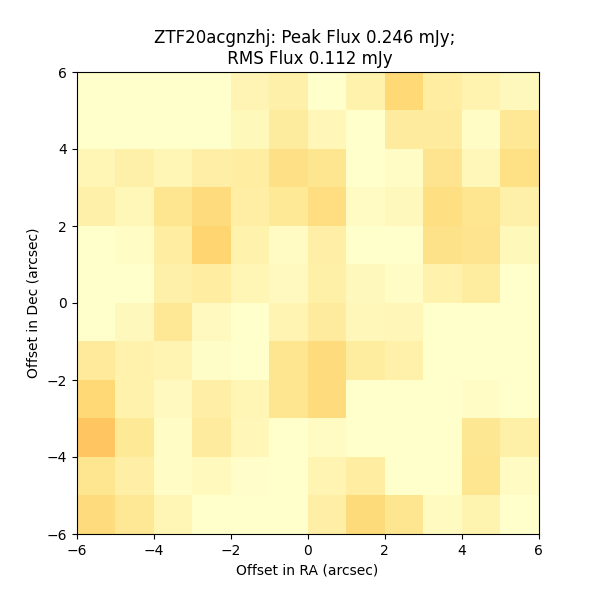 ZTF20acgnzhj: Peak Flux 0.246 mJy;
RMS Flux 0.112 mJy
6
4
2
0
−2
−4
−6
Offset in Dec (arcsec)
−6 −4 −2 0 2 4 6
Offset in RA (arcsec)